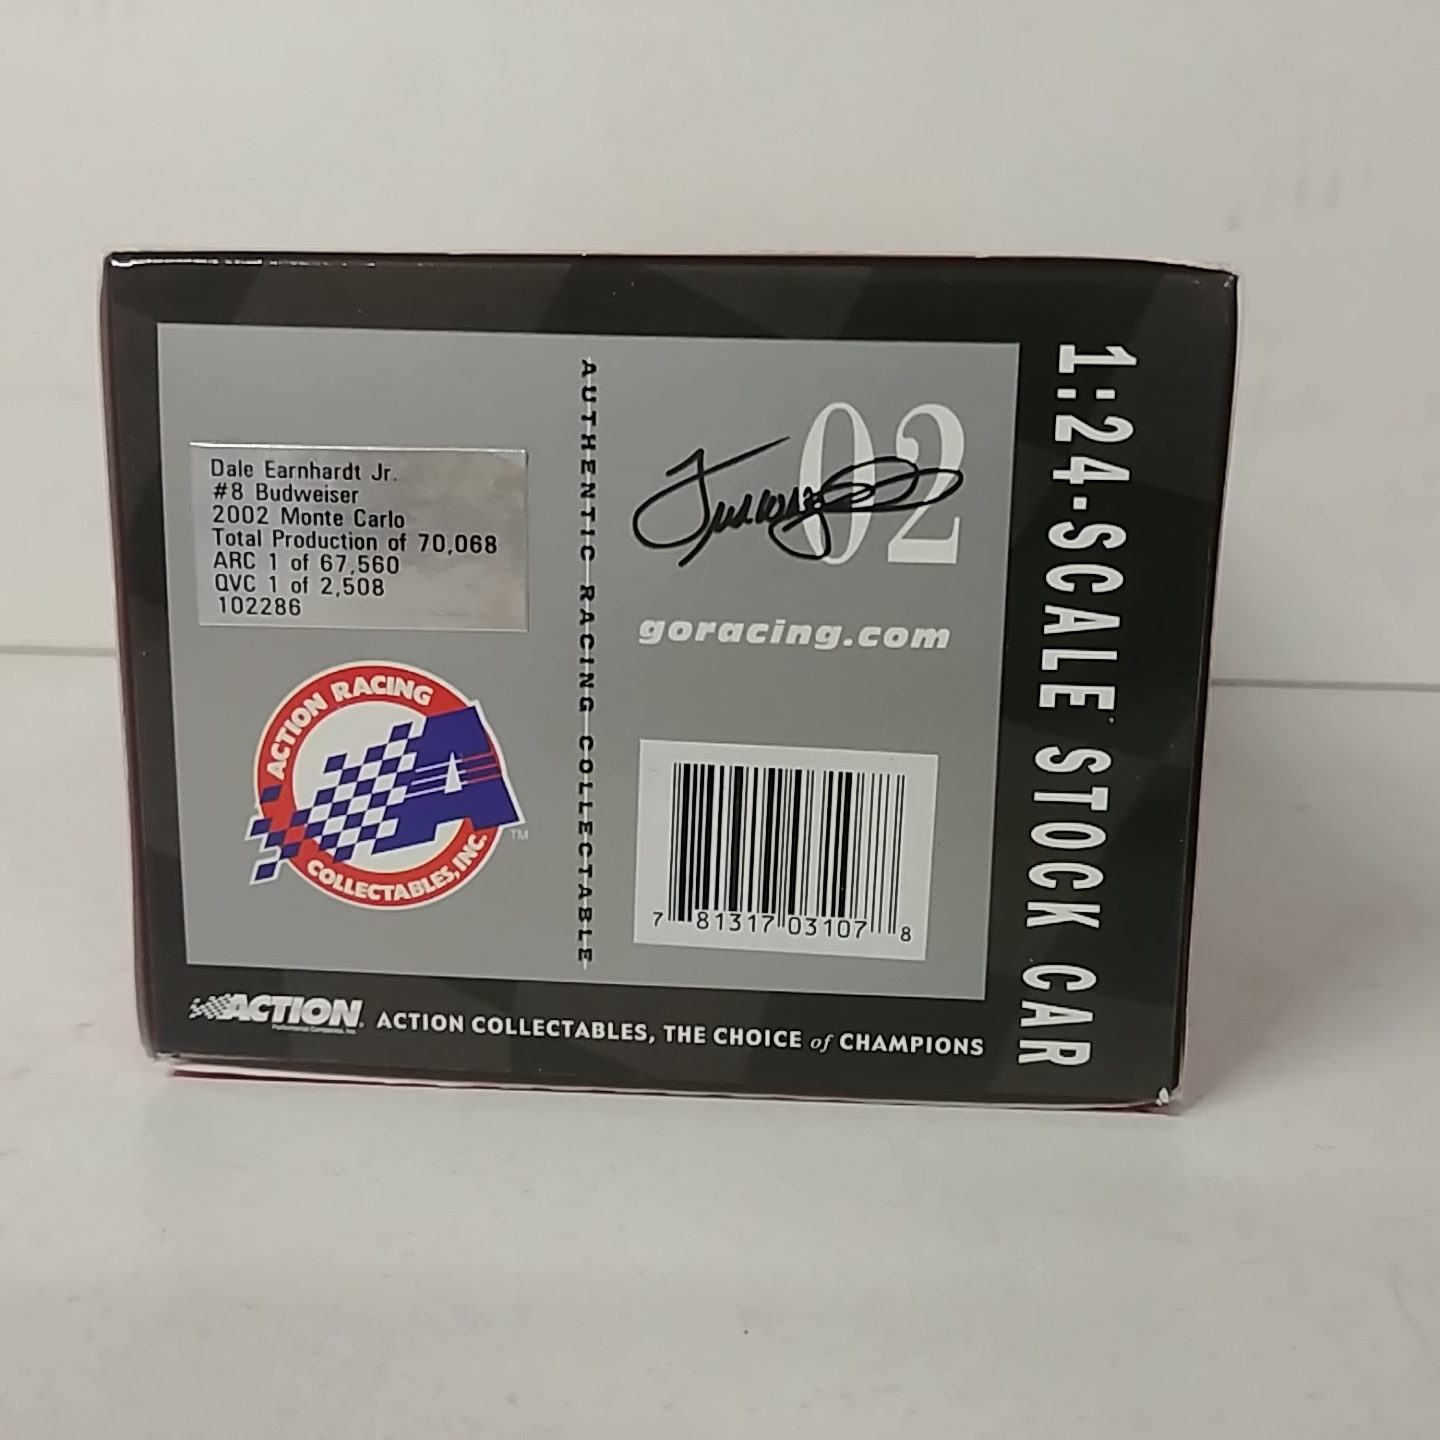 Dale Earnhardt Jr.
#8 Budweiser
2002 Monte Carlo
Total Production of 70,068
ARC 1 of 67,560
QVC 1 of 2,508
102286
ACTION RACING
COLLECTABLES, INC.
TM
AUTHENTIC RACING COLLECTABLE
02
goracing.com
7 81317 03107 8
1:24-SCALE STOCK CAR
ACTION
ACTION COLLECTABLES, THE CHOICE of CHAMPIONS